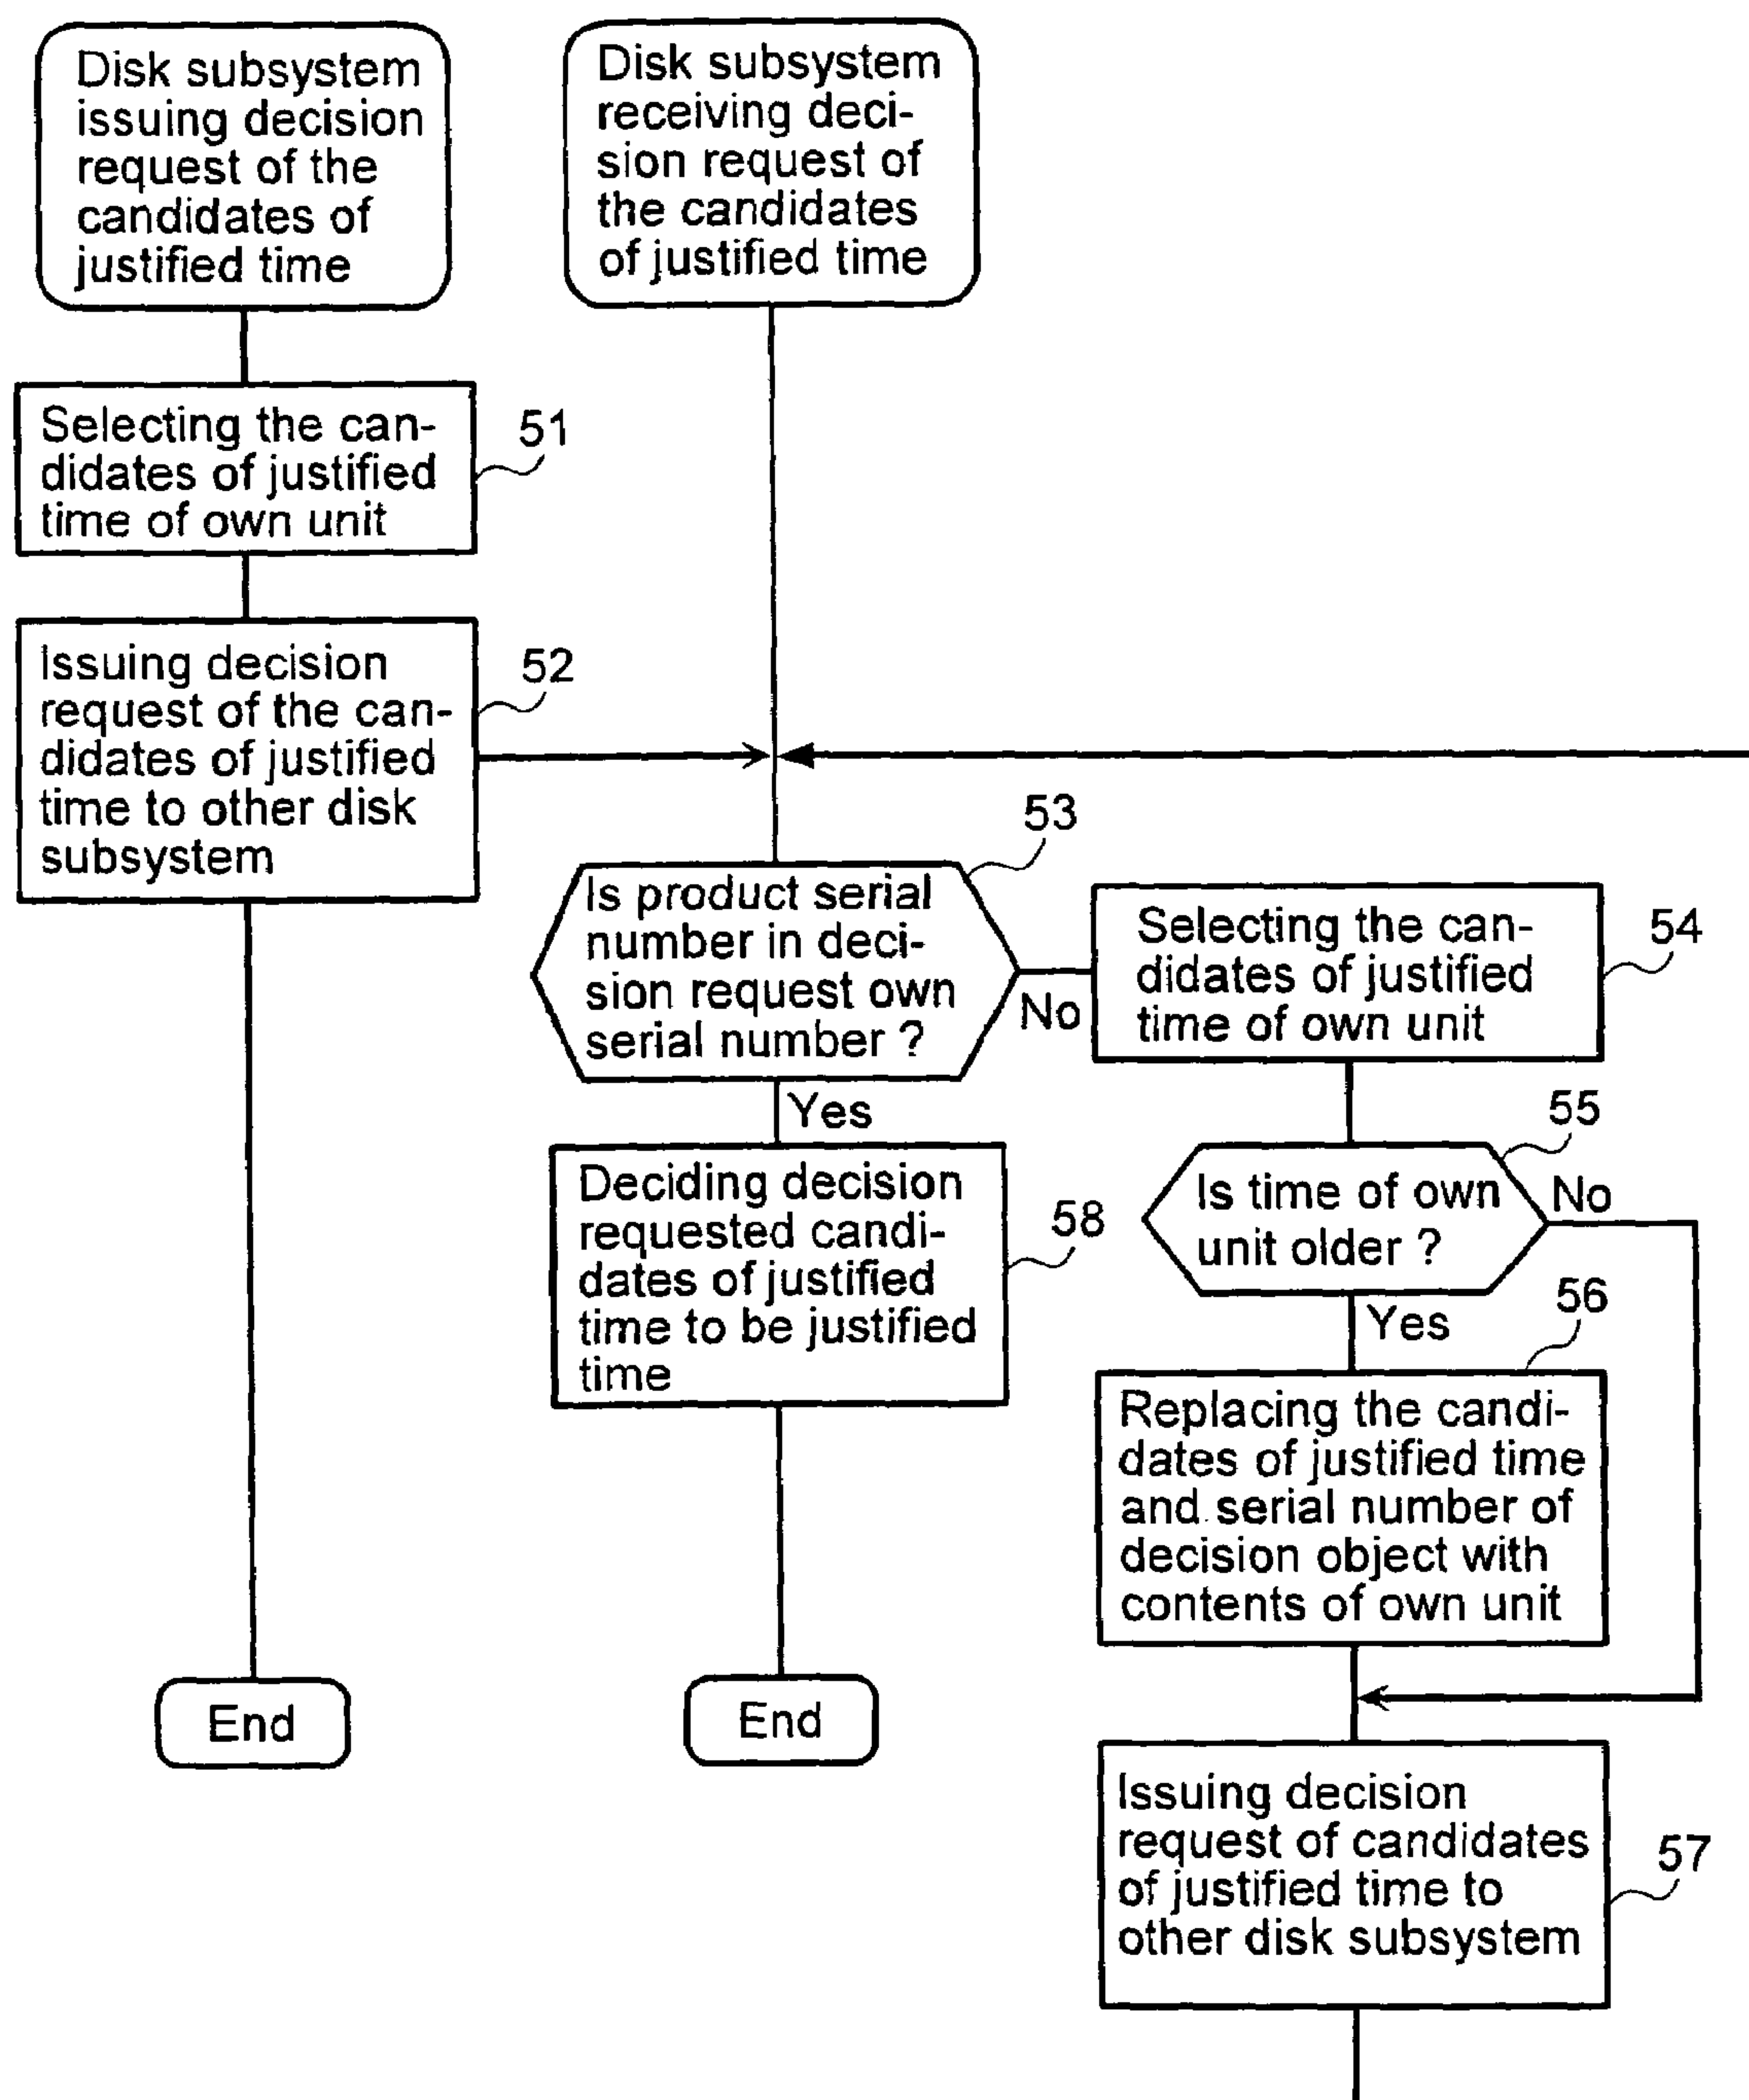 Disk subsystem
issuing decision
request of the
candidates of
justified time
Disk subsystem
receiving deci-
sion request of
the candidates
of justified time
Selecting the can-
didates of justified
time of own unit
51
Issuing decision
request of the can-
didates of justified
time to other disk
subsystem
52
53
Is product serial
number in deci-
sion request own
serial number ?
No
Yes
Selecting the can-
didates of justified
time of own unit
54
55
Is time of own
unit older ?
No
Yes
Deciding decision
requested candi-
dates of justified
time to be justified
time
58
56
Replacing the candi-
dates of justified time
and serial number of
decision object with
contents of own unit
End
End
Issuing decision
request of candidates
of justified time to
other disk subsystem
57